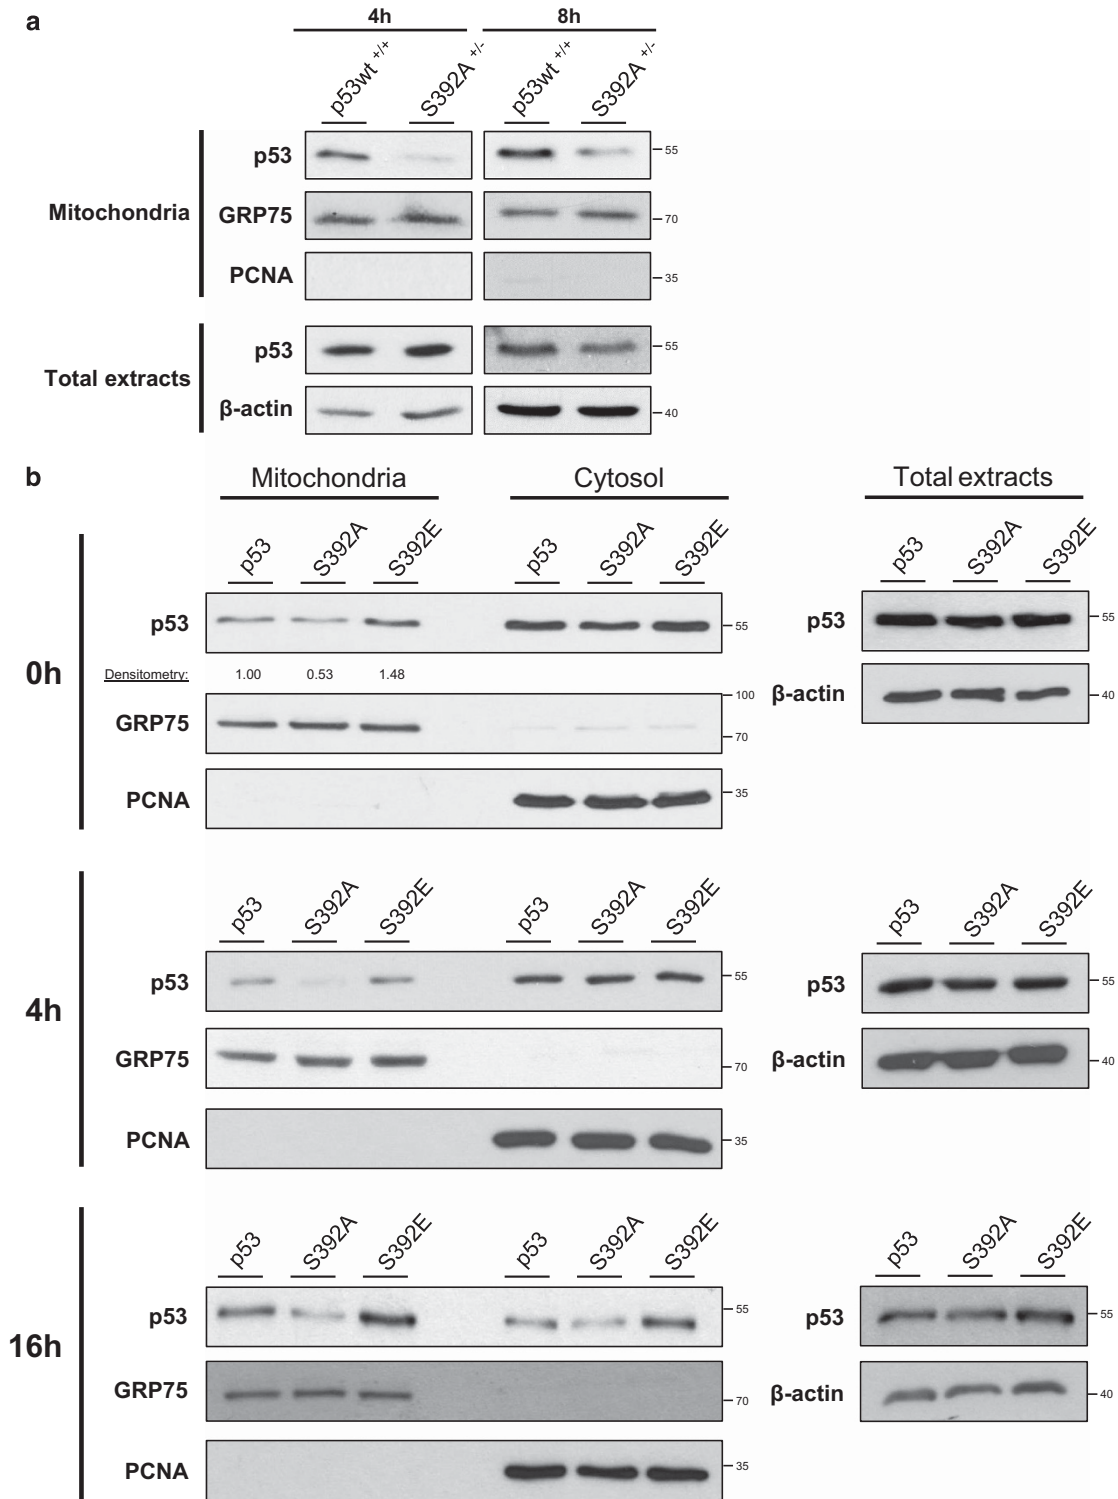 a
4h 8h
p53wt +/+ S392A +/- p53wt +/+ S392A +/-
Mitochondria
p53 55
GRP75 70
PCNA 35
Total extracts
p53 55
β-actin 40
b
Mitochondria Cytosol Total extracts
0h
p53 S392A S392E p53 S392A S392E p53 S392A S392E
p53 55 p53 55
Densitometry: 1.00 0.53 1.48
GRP75 100 70 β-actin 40
PCNA 35
4h
p53 S392A S392E p53 S392A S392E p53 S392A S392E
p53 55 p53 55
GRP75 70 β-actin 40
PCNA 35
16h
p53 S392A S392E p53 S392A S392E p53 S392A S392E
p53 55 p53 55
GRP75 70 β-actin 40
PCNA 35